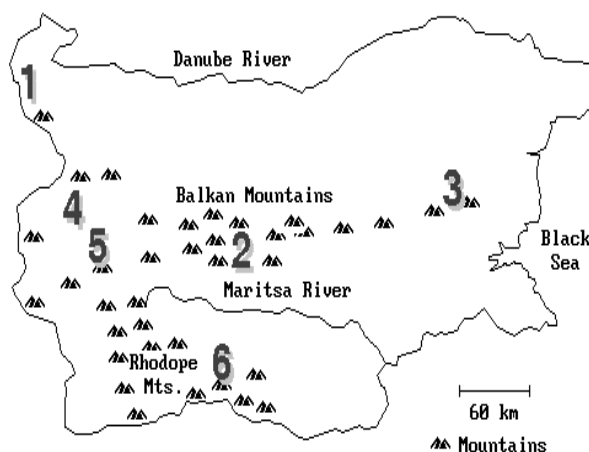 1
Danube River
3
Balkan Mountains
4
5
2
Black
Sea
Maritsa River
6
Rhodope
Mts.
60 km
Mountains